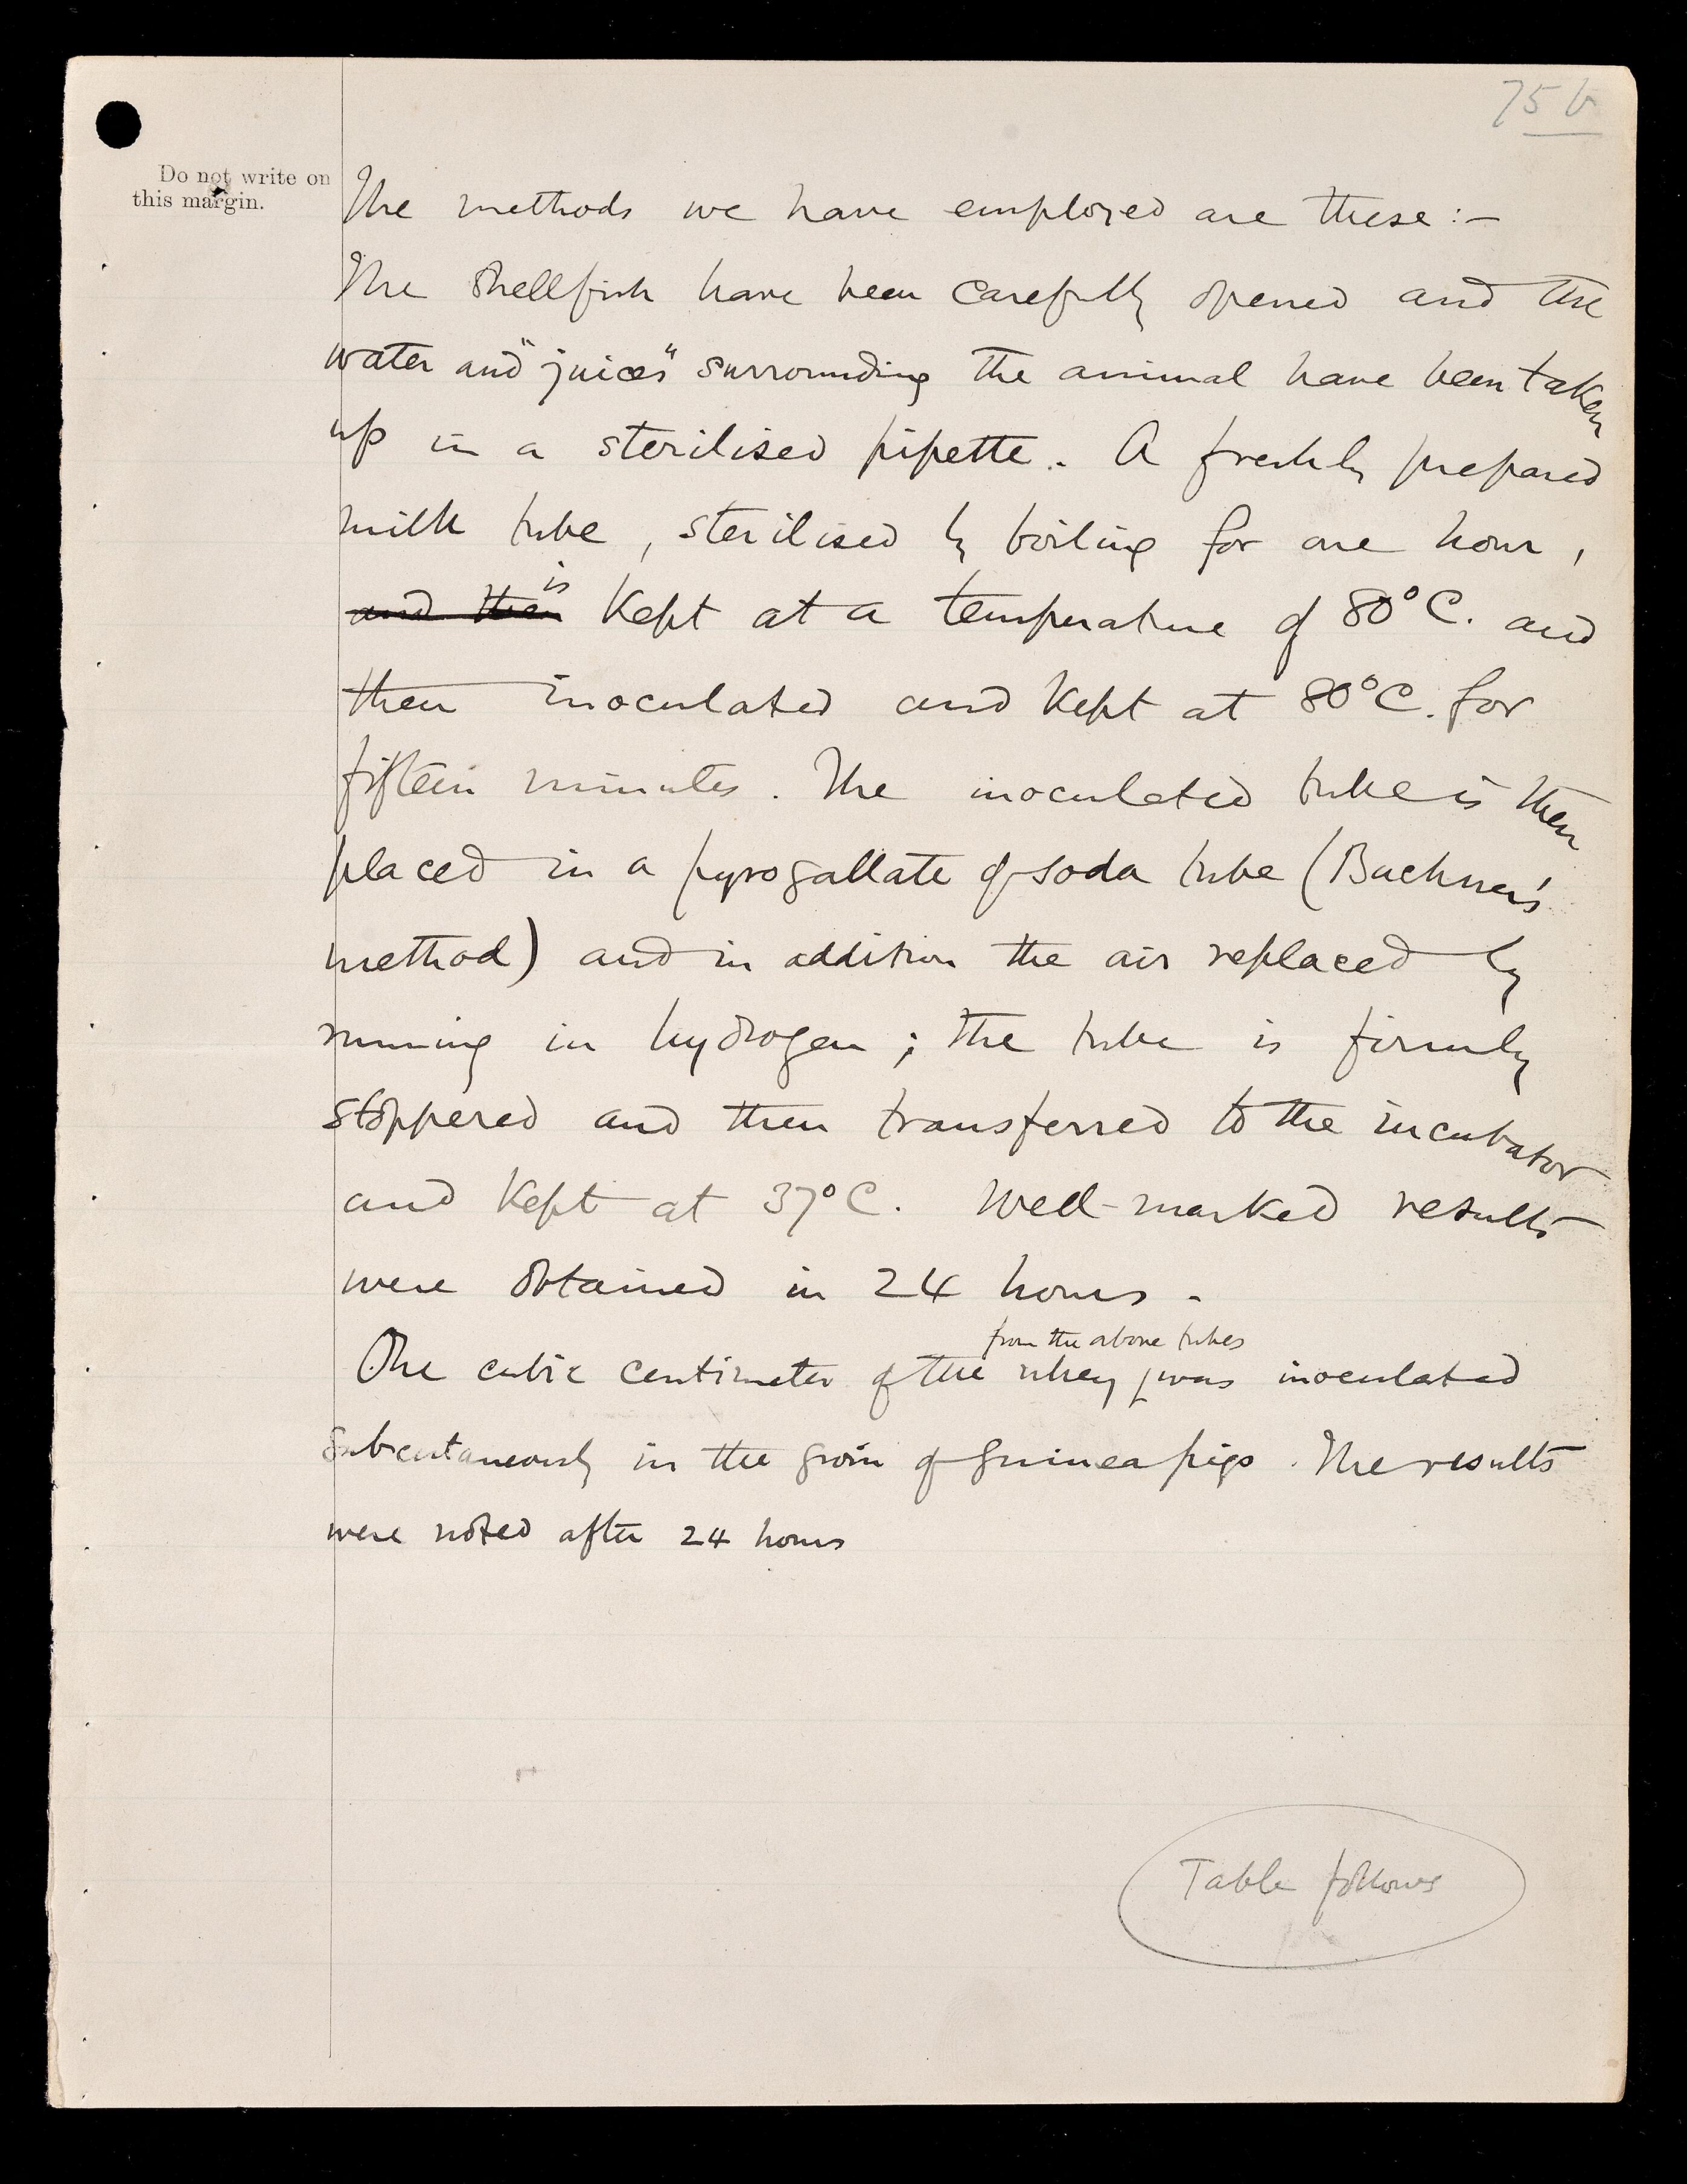 75 b
Do not write on
this margin.
The methods we have employed are these :—
The shellfish have been carefully opened and the
water and "juices" surrounding the animal have been taken
up in a sterilised pipette. A freshly prepared
milk tube, sterilised by boiling for one hour,
is
and then kept at a temperature of 80°C. and
then inoculated and kept at 80°C. for
fifteen minutes. The inoculated tube is then
placed in a pyrogallate of soda tube (Buchner's
method) and in addition the air replaced by
running in hydrogen; the tube is firmly
stoppered and then transferred to the incubator
and kept at 37°C. Well-marked results
were obtained in 24 hours.
from the above tubes
One cubic centimeter of the whey was inoculated
subcutaneously in the groin of guinea pigs. The results
were noted after 24 hours
Table follows